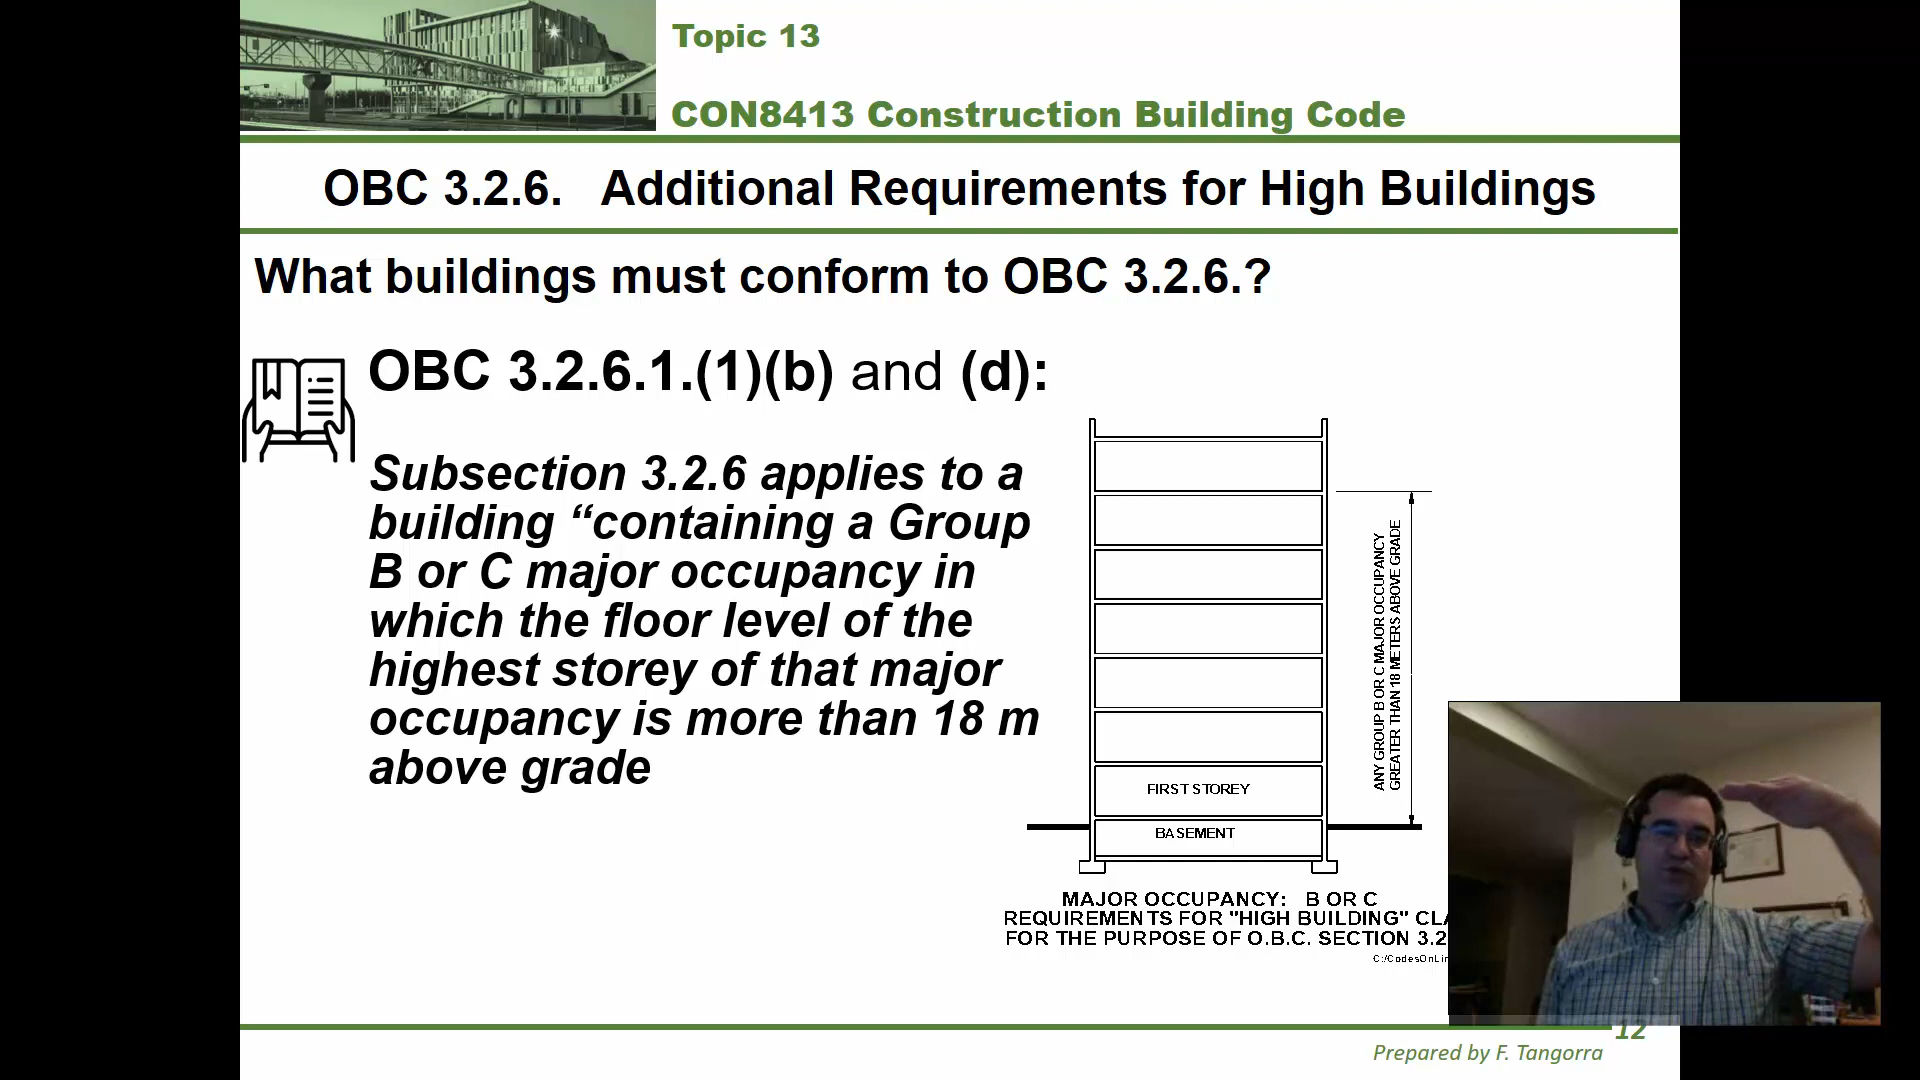 Topic 13
CON8413 Construction Building Code
OBC 3.2.6.   Additional Requirements for High Buildings
What buildings must conform to OBC 3.2.6.?
OBC 3.2.6.1.(1)(b) and (d):
Subsection 3.2.6 applies to a
building “containing a Group
B or C major occupancy in
which the floor level of the
highest storey of that major
occupancy is more than 18 m
above grade
ANY GROUP B OR C MAJOR OCCUPANCY
GREATER THAN 18 METERS ABOVE GRADE
FIRST STOREY
BASEMENT
MAJOR OCCUPANCY:   B OR C
REQUIREMENTS FOR "HIGH BUILDING" CLA
FOR THE PURPOSE OF O.B.C. SECTION 3.2
C:/CodesOnLin
12
Prepared by F. Tangorra